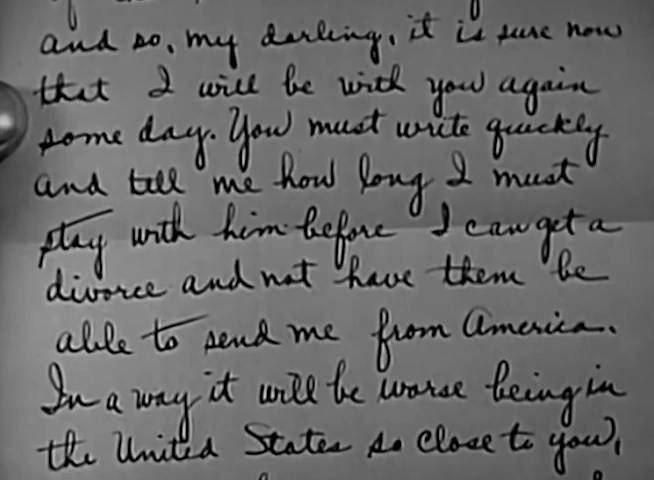 and so, my darling, it is sure now
that I will be with you again
some day. You must write quickly
and tell me how long I must
stay with him before I can get a
divorce and not have them be
able to send me from America.
In a way it will be worse being in
the United States so close to you,